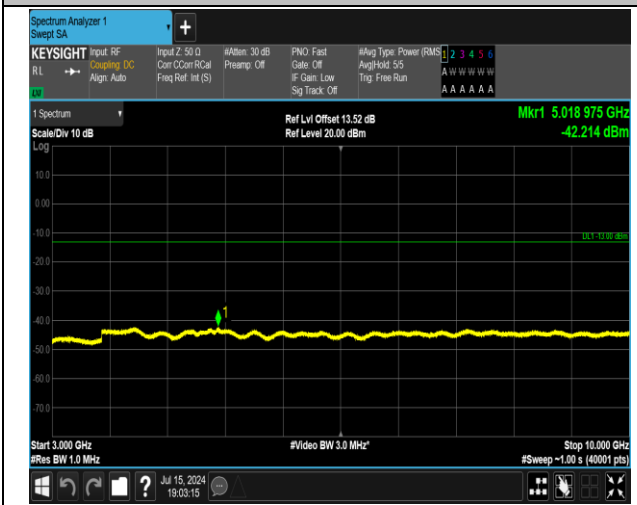 Spectrum Analyzer 1
Swept SA
KEYSIGHT
RL
Input: RF
Coupling: DC
Align: Auto
Input Z: 50 Ω
Corr CCorr RCal
Freq Ref: Int (S)
#Atten: 30 dB
Preamp: Off
PNO: Fast
Gate: Off
IF Gain: Low
Sig Track: Off
#Avg Type: Power (RMS
Avg|Hold: 5/5
Trig: Free Run
1 2 3 4 5 6
A W W W W W
A A A A A A
1 Spectrum
Scale/Div 10 dB
Ref Lvl Offset 13.52 dB
Ref Level 20.00 dBm
Mkr1 5.018 975 GHz
-42.214 dBm
Log
10.0
0.00
-10.0
DL1 -13.00 dBm
-20.0
-30.0
-40.0
1
-50.0
-60.0
-70.0
Start 3.000 GHz
#Res BW 1.0 MHz
#Video BW 3.0 MHz*
Stop 10.000 GHz
#Sweep ~1.00 s (40001 pts)
?
Jul 15, 2024
19:03:15